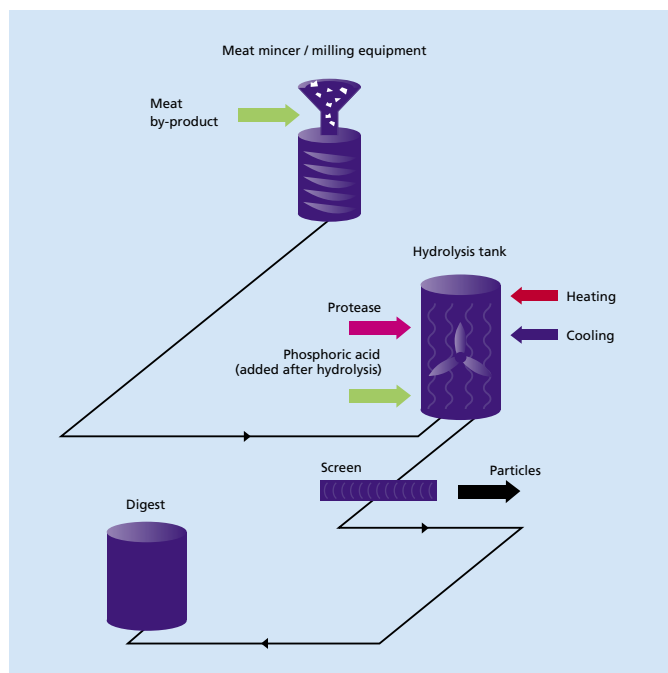 Meat mincer / milling equipment
Meat
by-product
Hydrolysis tank
Heating
Protease
Cooling
Phosphoric acid
(added after hydrolysis)
Screen
Particles
Digest